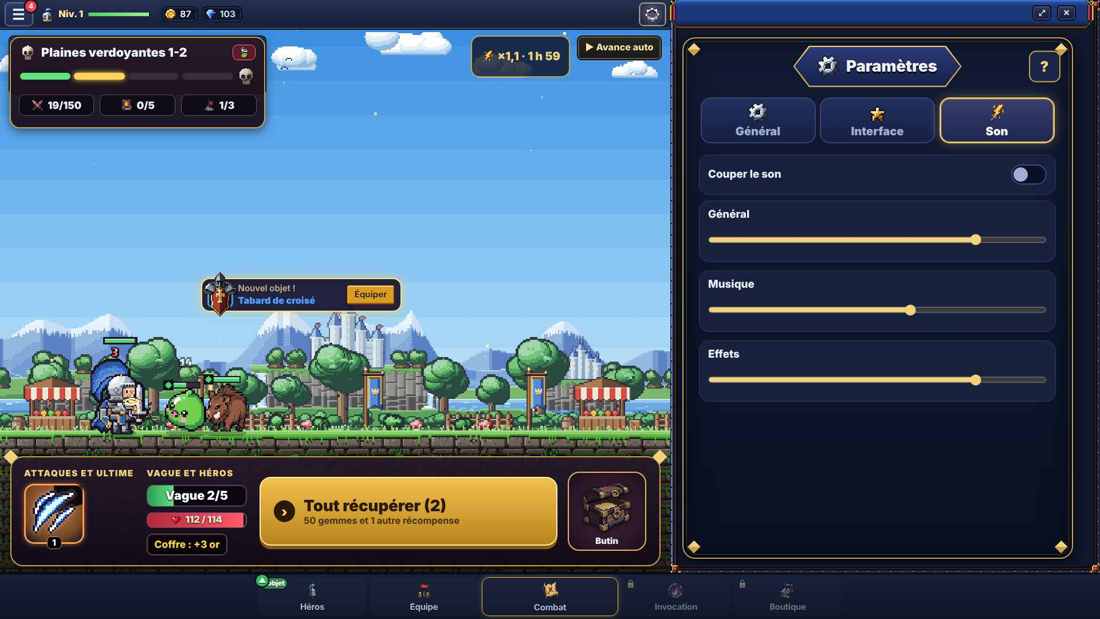 4
Niv. 1
87
103
Plaines verdoyantes 1-2
19/150
0/5
1/3
×1,1 · 1 h 59
Avance auto
Nouvel objet !
Tabard de croisé
Équiper
3
ATTAQUES ET ULTIME
1
VAGUE ET HÉROS
Vague 2/5
112 / 114
Coffre : +3 or
Tout récupérer (2)
50 gemmes et 1 autre récompense
Butin
objet
Héros
Équipe
Combat
Invocation
Boutique
Paramètres
?
Général
Interface
Son
Couper le son
Général
Musique
Effets